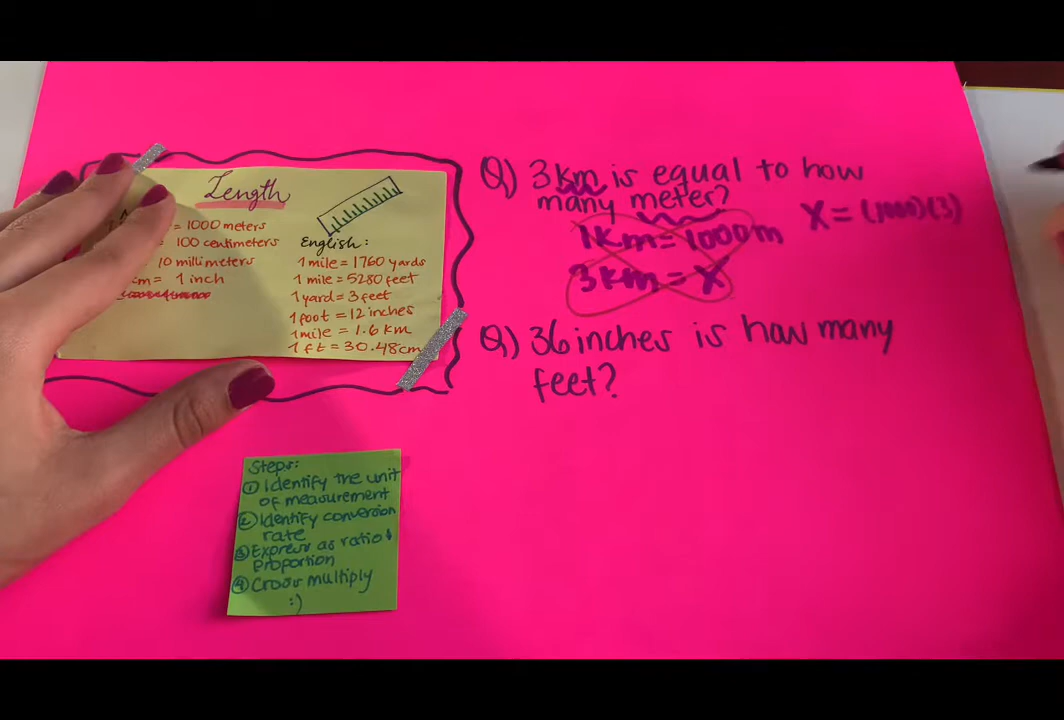 Length
= 1000 meters
= 100 centimeters
10 millimeters
cm = 1 inch
English:
1 mile = 1760 yards
1 mile = 5280 feet
1 yard = 3 feet
1 foot = 12 inches
1 mile = 1.6 km
1 ft = 30.48cm
Steps:
① Identify the unit
of measurement
② Identify conversion
rate
③ Express as ratio &
proportion
④ Cross multiply
:)
Q) 3 km is equal to how
many meter?
1km = 1000m
3km = X
X = (1000)(3)
Q) 36 inches is how many
feet?